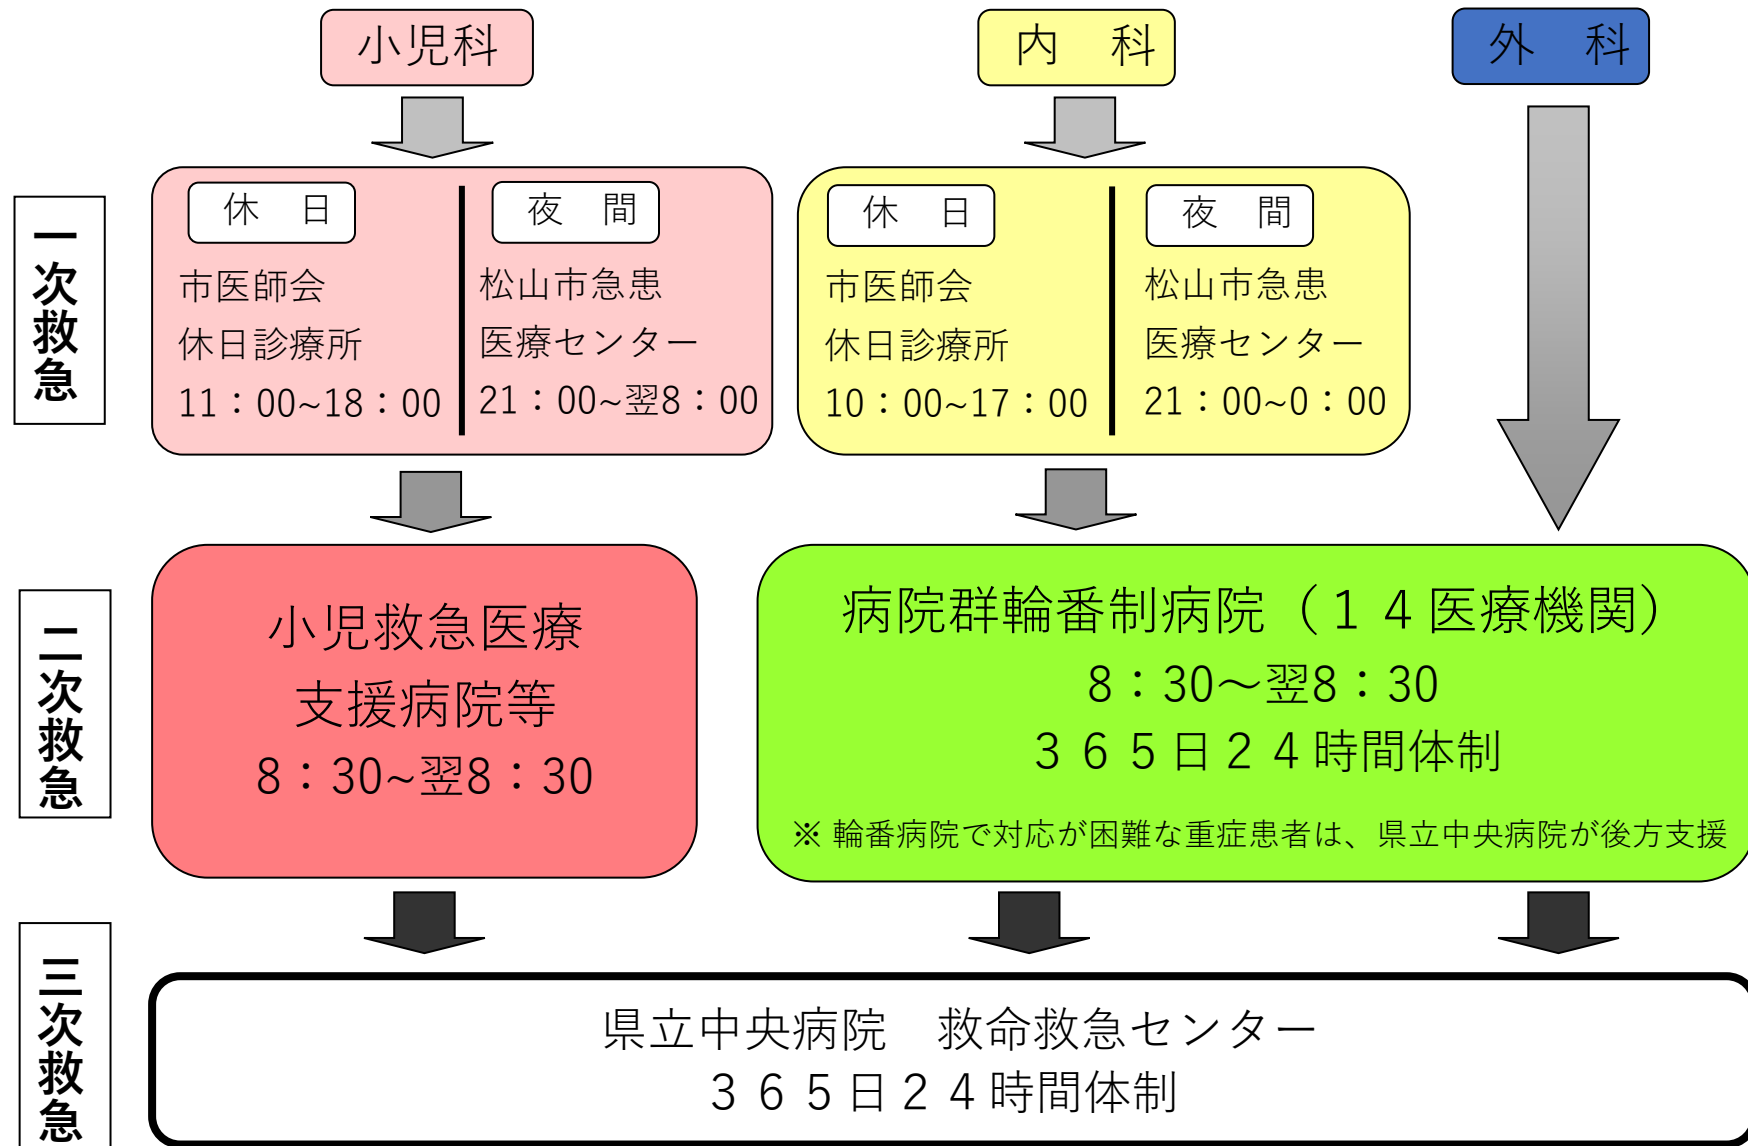 小児科
内　科
外　科
一次救急
休　日
市医師会
休日診療所
11：00~18：00
夜　間
松山市急患
医療センター
21：00~翌8：00
休　日
市医師会
休日診療所
10：00~17：00
夜　間
松山市急患
医療センター
21：00~0：00
二次救急
小児救急医療
支援病院等
8：30~翌8：30
病院群輪番制病院（１４医療機関）
8：30～翌8：30
３６５日２４時間体制
※ 輪番病院で対応が困難な重症患者は、県立中央病院が後方支援
三次救急
県立中央病院　救命救急センター
３６５日２４時間体制